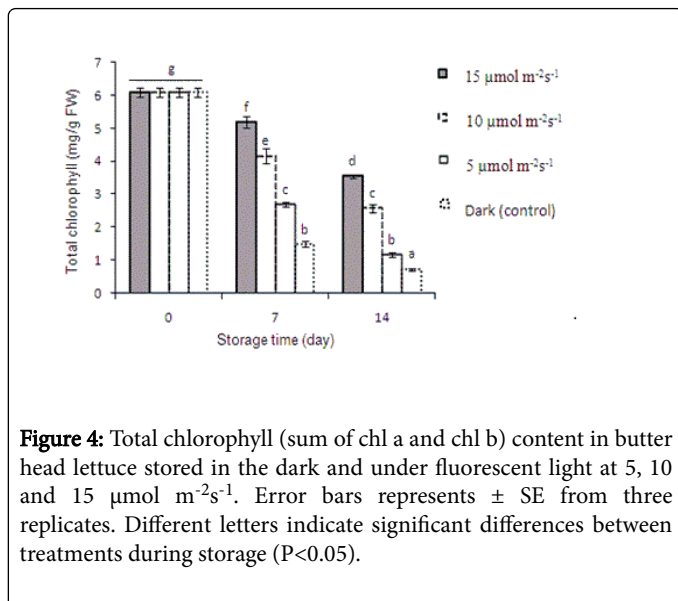 7
6
5
4
3
2
1
0
Total chlorophyll (mg/g FW)
g
f
e
c
b
d
c
b
a
0
7
14
Storage time (day)
15 µmol m-2s-1
10 µmol m-2s-1
5 µmol m-2s-1
Dark (control)
Figure 4: Total chlorophyll (sum of chl a and chl b) content in butter
head lettuce stored in the dark and under fluorescent light at 5, 10
and 15 µmol m-2s-1. Error bars represents ± SE from three
replicates. Different letters indicate significant differences between
treatments during storage (P<0.05).